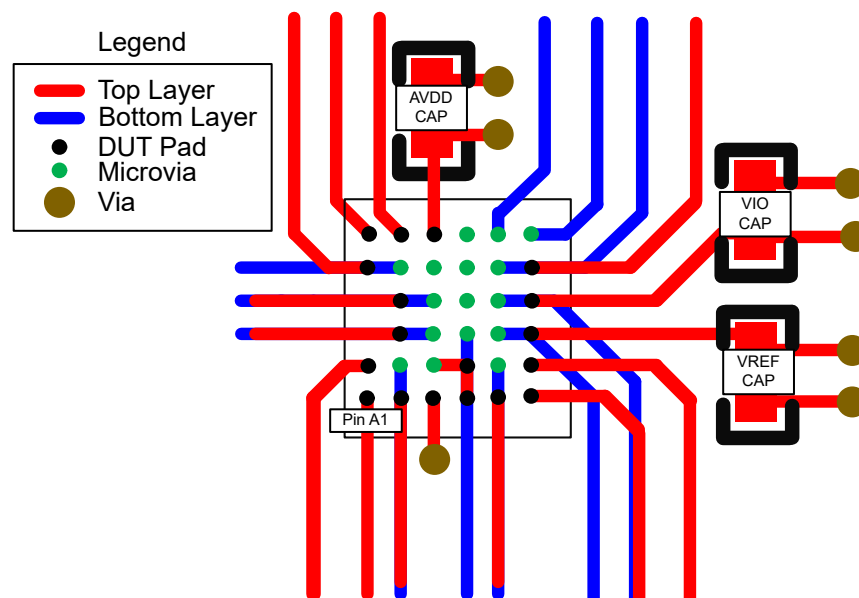 Legend
Top Layer
Bottom Layer
DUT Pad
Microvia
Via
AVDD
CAP
VIO
CAP
VREF
CAP
Pin A1